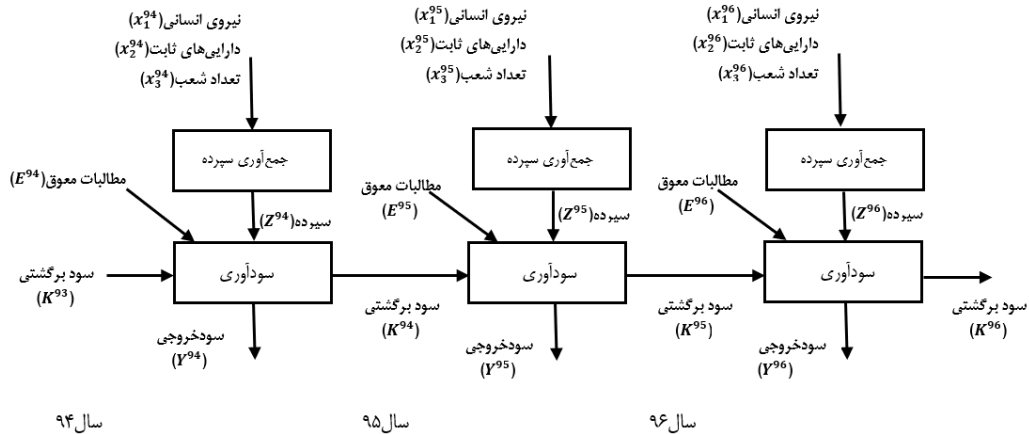 نیروی انسانی(x₁⁹⁴)
دارایی‌های ثابت(x₂⁹⁴)
تعداد شعب(x₃⁹⁴)
جمع‌آوری سپرده
مطالبات معوق(E⁹⁴)
سپرده(Z⁹⁴)
سود برگشتی
(K⁹³)
سودآوری
سودخروجی
(Y⁹⁴)
سود برگشتی
(K⁹⁴)
سال۹۴
نیروی انسانی(x₁⁹⁵)
دارایی‌های ثابت(x₂⁹⁵)
تعداد شعب(x₃⁹⁵)
جمع‌آوری سپرده
مطالبات معوق
(E⁹⁵)
سپرده(Z⁹⁵)
سودآوری
سودخروجی
(Y⁹⁵)
سود برگشتی
(K⁹⁵)
سال۹۵
نیروی انسانی(x₁⁹⁶)
دارایی‌های ثابت(x₂⁹⁶)
تعداد شعب(x₃⁹⁶)
جمع‌آوری سپرده
مطالبات معوق
(E⁹⁶)
سپرده(Z⁹⁶)
سودآوری
سودخروجی
(Y⁹⁶)
سود برگشتی
(K⁹⁶)
سال۹۶